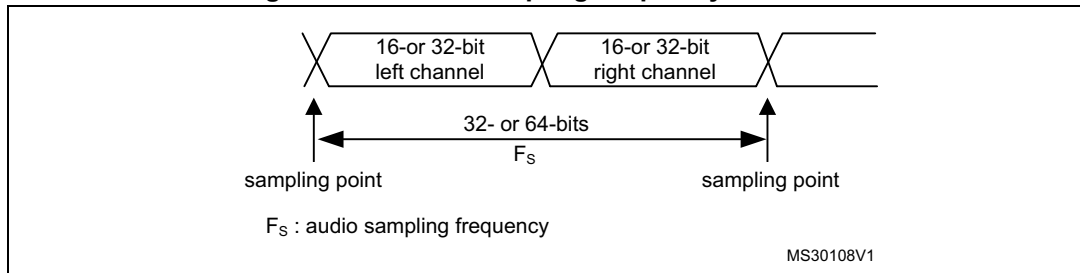 16-or 32-bit
left channel
16-or 32-bit
right channel
32- or 64-bits
FS
sampling point
sampling point
FS : audio sampling frequency
MS30108V1